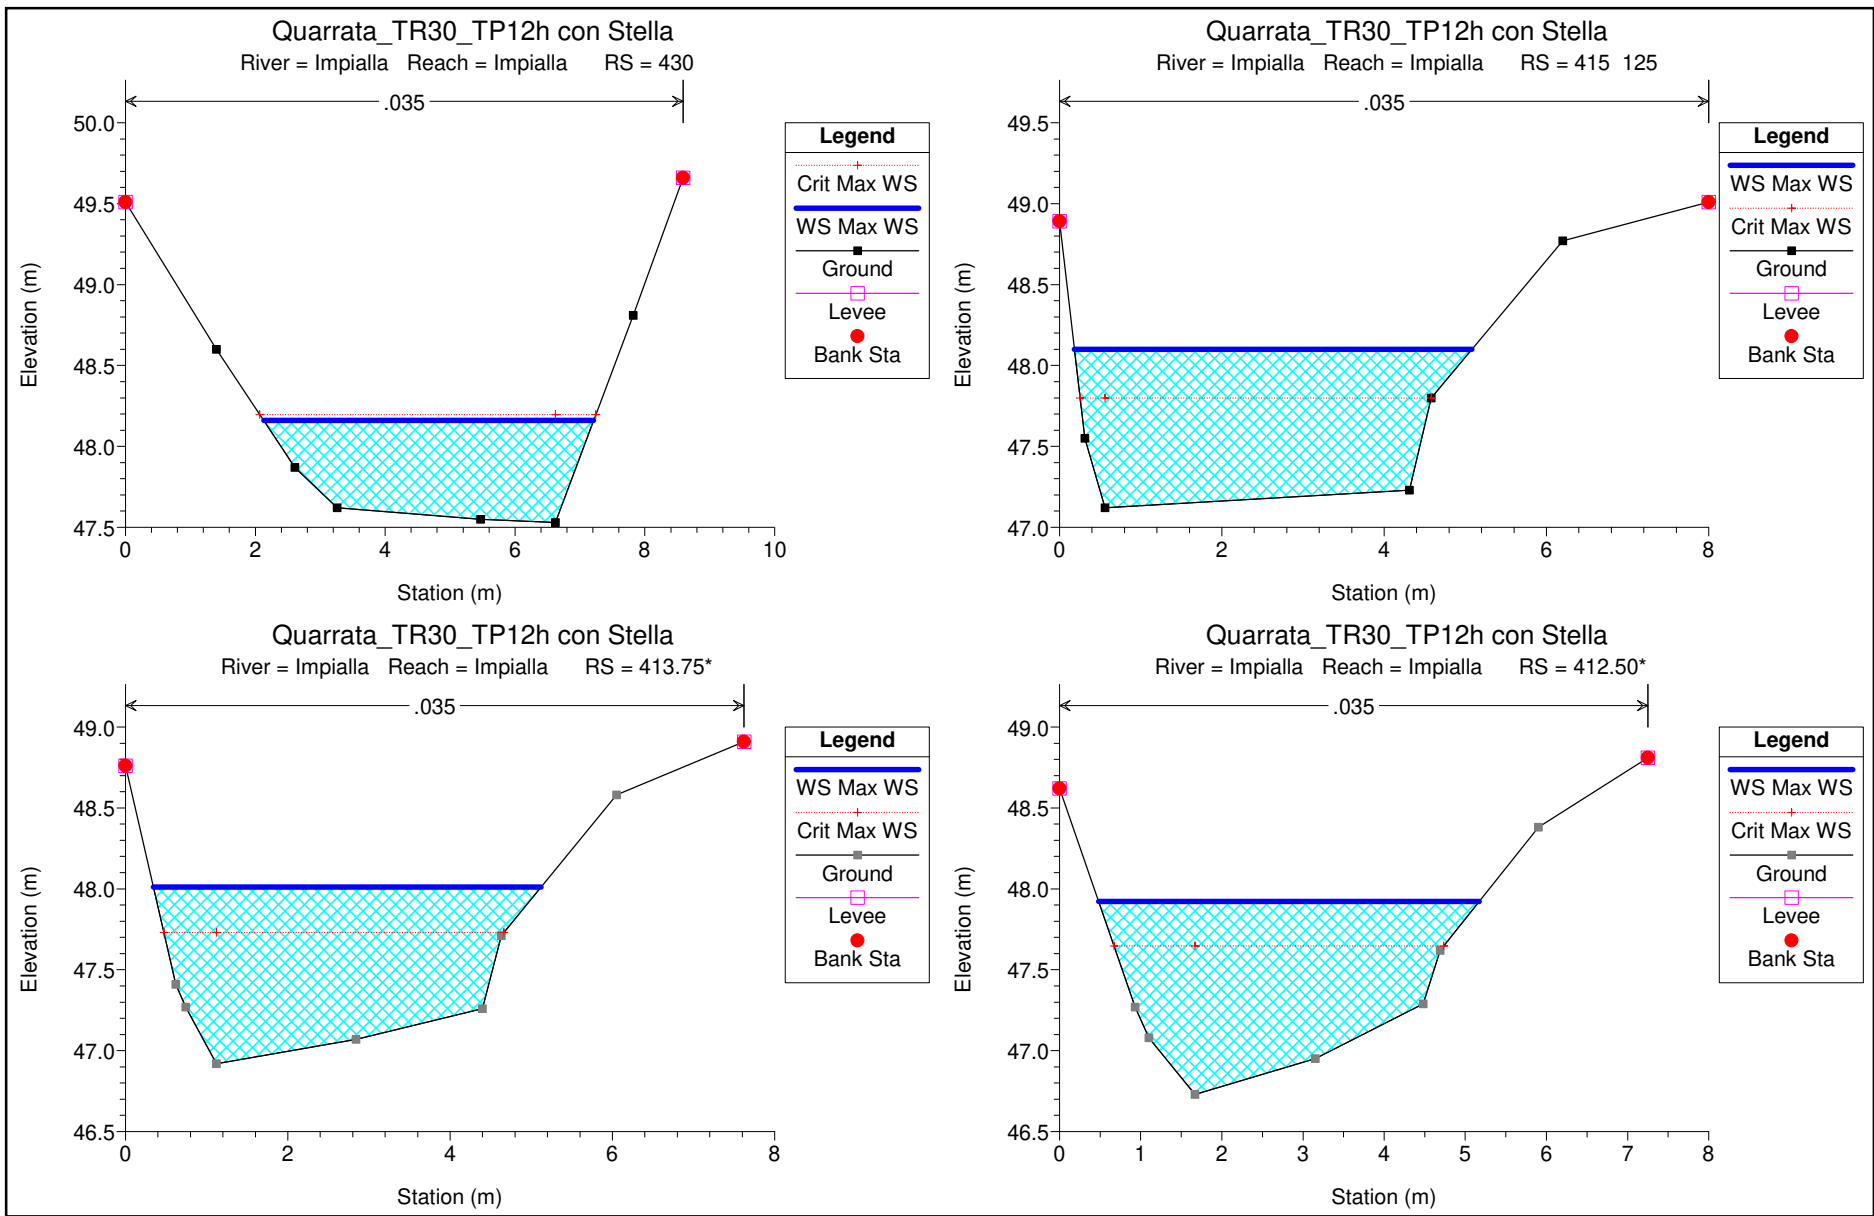 Quarrata_TR30_TP12h con Stella
River = Impialla Reach = Impialla RS = 430
.035
50.0
49.5
49.0
48.5
48.0
47.5
0
2
4
6
8
10
Elevation (m)
Station (m)
Legend
Crit Max WS
WS Max WS
Ground
Levee
Bank Sta
Quarrata_TR30_TP12h con Stella
River = Impialla Reach = Impialla RS = 415 125
.035
49.5
49.0
48.5
48.0
47.5
47.0
0
2
4
6
8
Elevation (m)
Station (m)
Legend
WS Max WS
Crit Max WS
Ground
Levee
Bank Sta
Quarrata_TR30_TP12h con Stella
River = Impialla Reach = Impialla RS = 413.75*
.035
49.0
48.5
48.0
47.5
47.0
46.5
0
2
4
6
8
Elevation (m)
Station (m)
Legend
WS Max WS
Crit Max WS
Ground
Levee
Bank Sta
Quarrata_TR30_TP12h con Stella
River = Impialla Reach = Impialla RS = 412.50*
.035
49.0
48.5
48.0
47.5
47.0
46.5
0
1
2
3
4
5
6
7
8
Elevation (m)
Station (m)
Legend
WS Max WS
Crit Max WS
Ground
Levee
Bank Sta